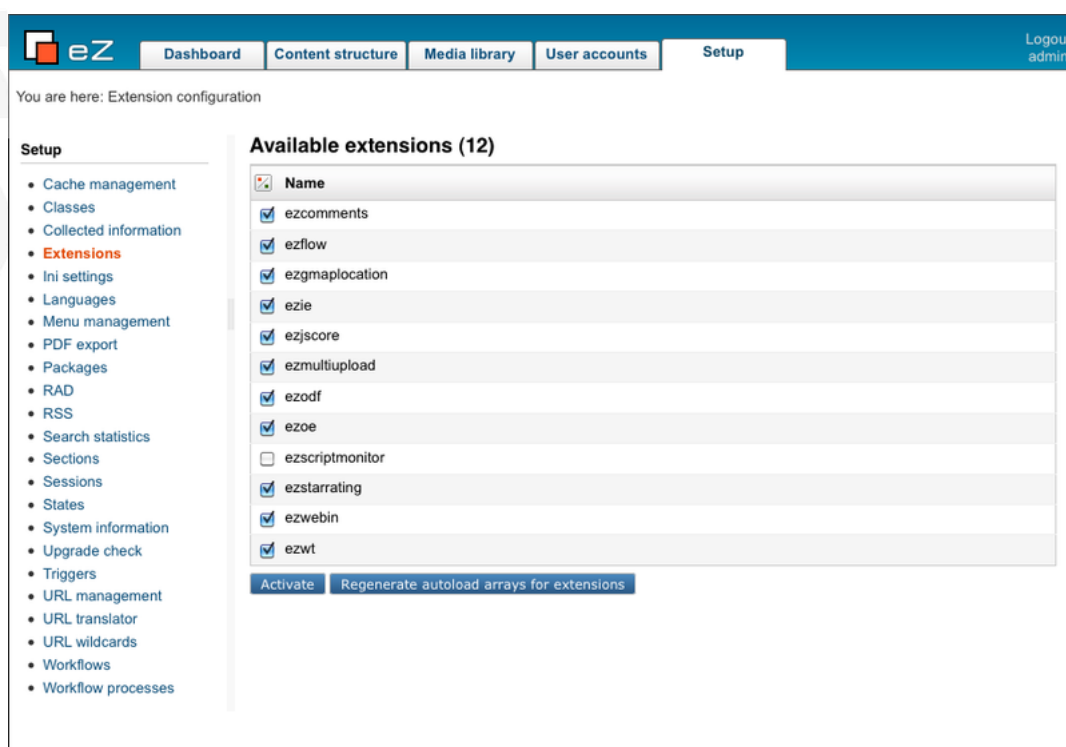 eZ
Dashboard
Content structure
Media library
User accounts
Setup
admin
You are here: Extension configuration
Setup
Cache management
Classes
Collected information
Extensions
Ini settings
Languages
Menu management
PDF export
Packages
RAD
RSS
Search statistics
Sections
Sessions
States
System information
Upgrade check
Triggers
URL management
URL translator
URL wildcards
Workflows
Workflow processes
Available extensions (12)
Name
ezcomments
ezflow
ezgmaplocation
ezie
ezjscore
ezmultiupload
ezodf
ezoe
ezscriptmonitor
ezstarrating
ezwebin
ezwt
Activate
Regenerate autoload arrays for extensions